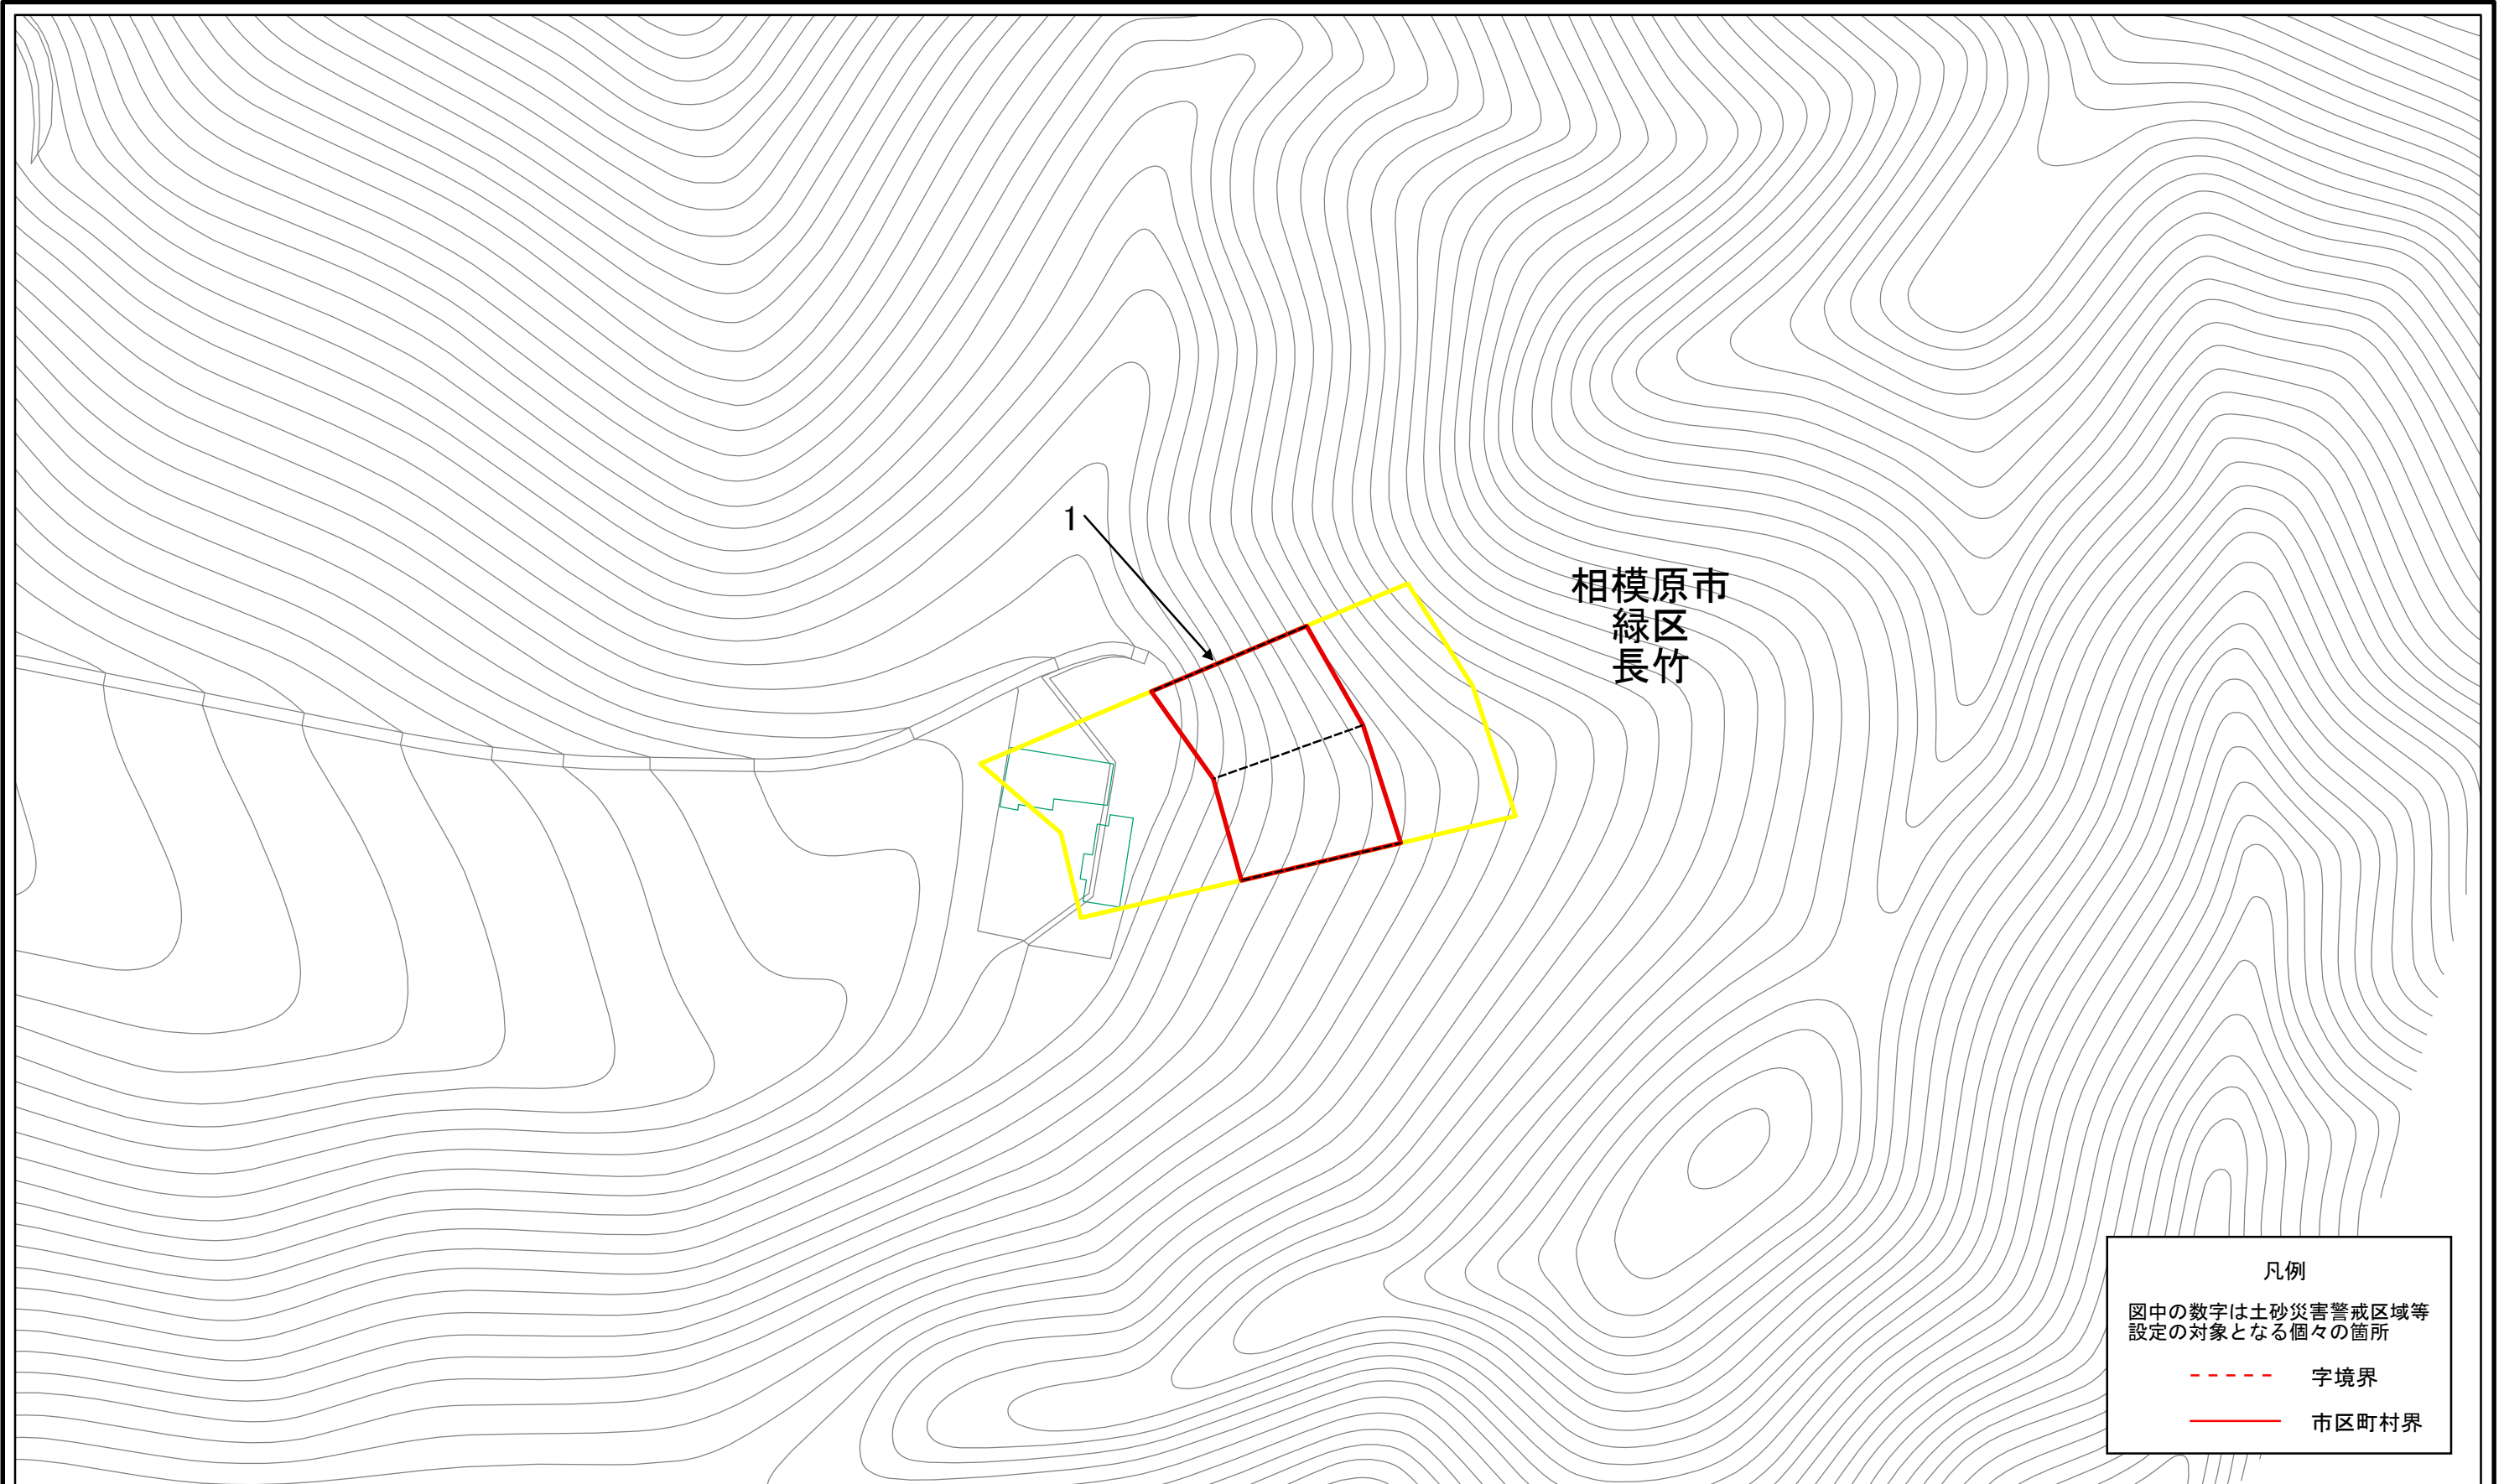 1
相模原市
緑区
長竹
凡例
図中の数字は土砂災害警戒区域等
設定の対象となる個々の箇所
字境界
市区町村界